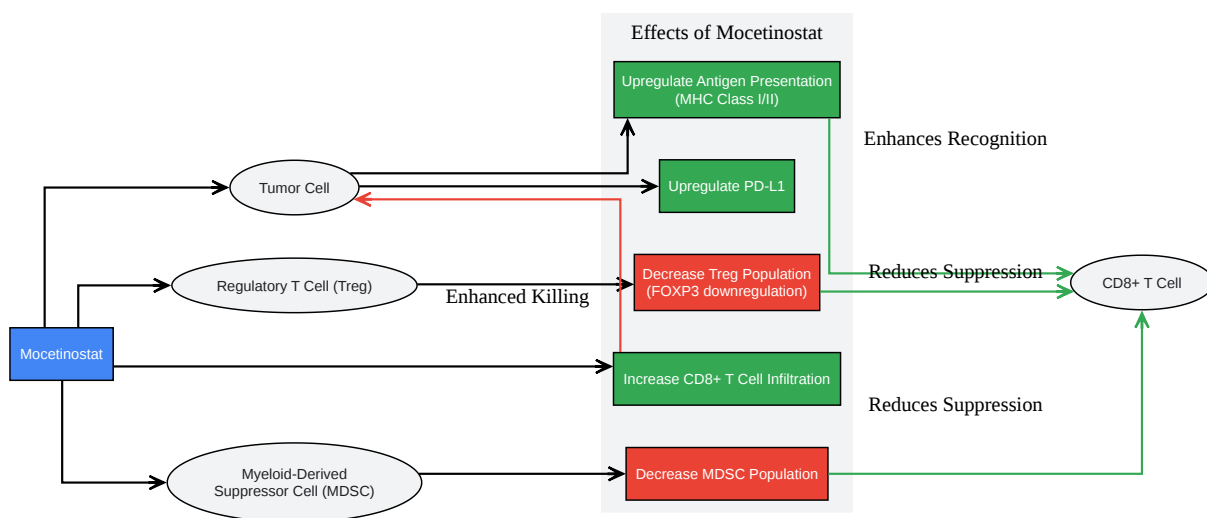 Effects of Mocetinostat
Upregulate Antigen Presentation
(MHC Class I/II)
Enhances Recognition
Tumor Cell
Upregulate PD-L1
Regulatory T Cell (Treg)
Enhanced Killing
Decrease Treg Population
(FOXP3 downregulation)
Reduces Suppression
CD8+ T Cell
Mocetinostat
Increase CD8+ T Cell Infiltration
Reduces Suppression
Myeloid-Derived
Suppressor Cell (MDSC)
Decrease MDSC Population